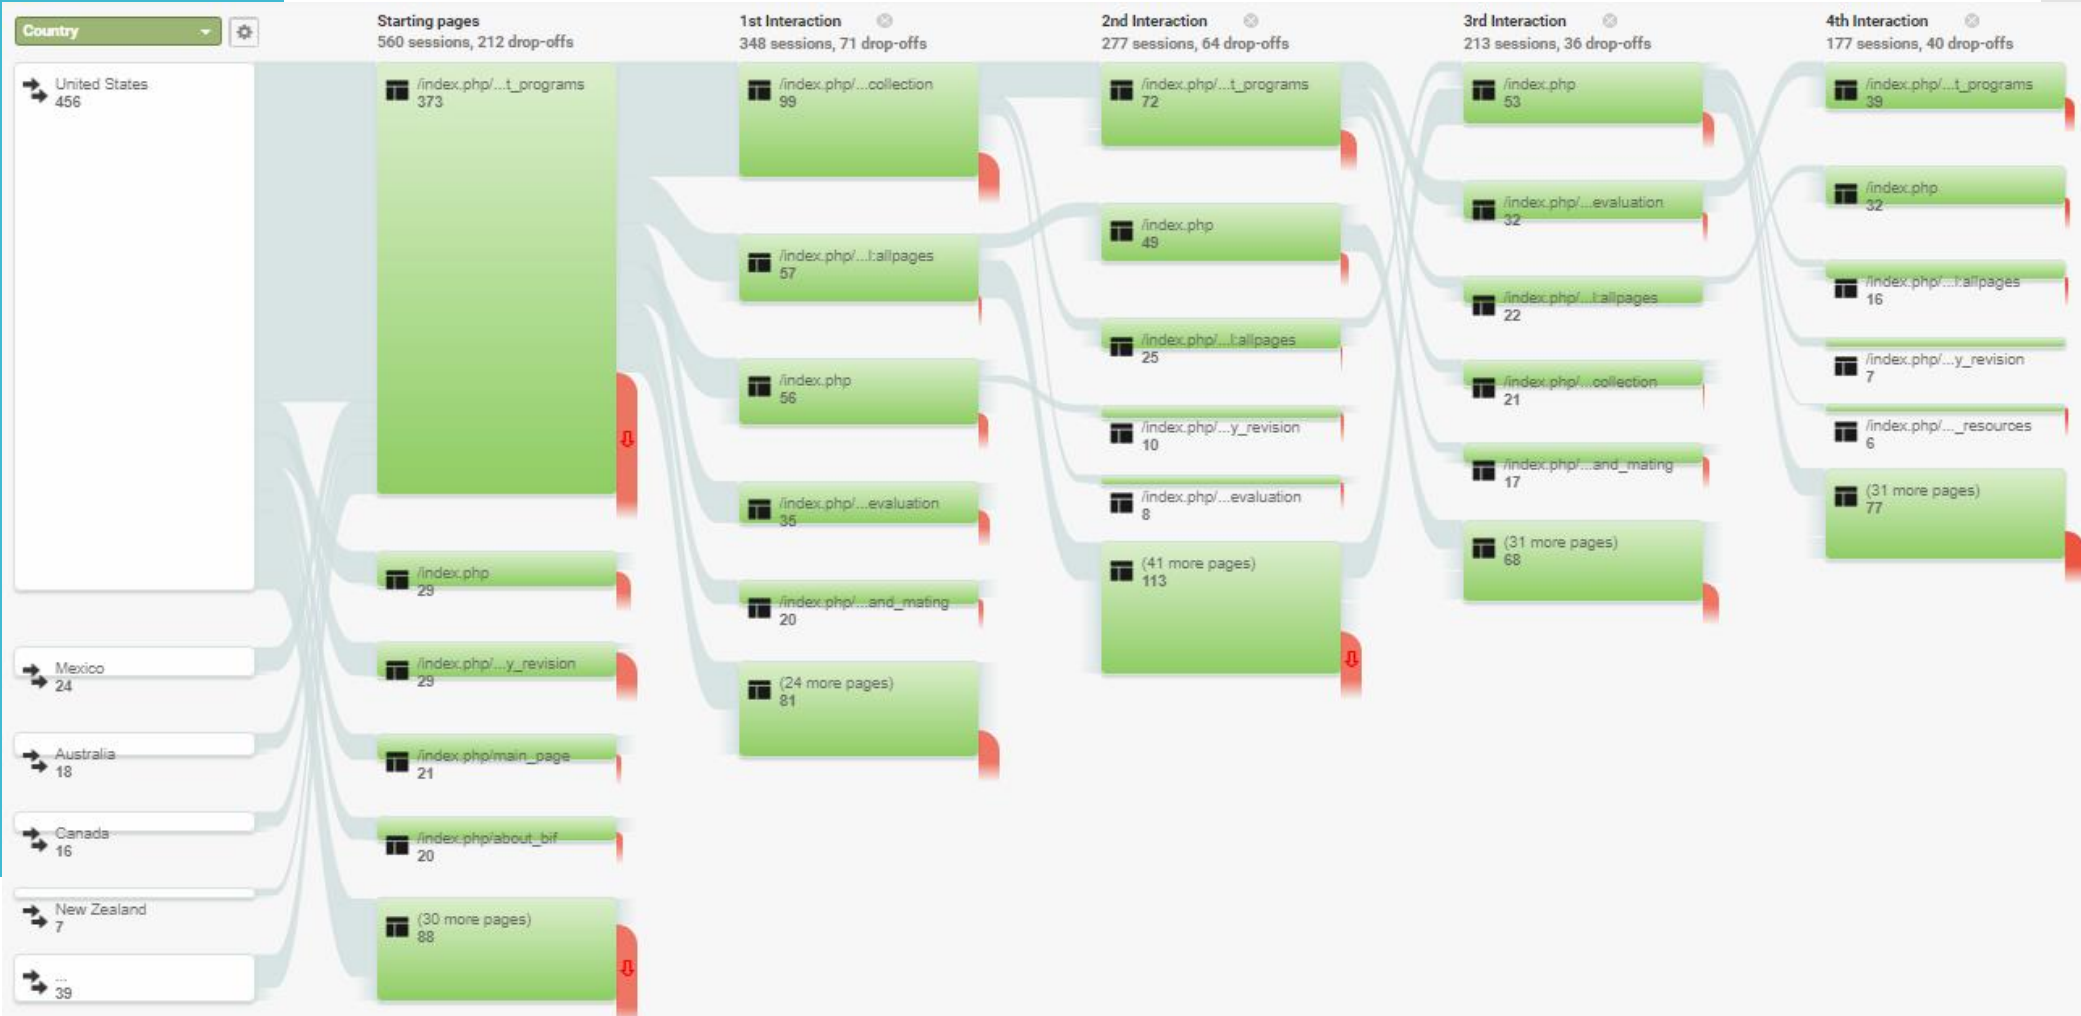 Country
United States
456
Mexico
24
Australia
18
Canada
16
New Zealand
7
...
39
Starting pages
560 sessions, 212 drop-offs
/index.php/...t_programs
373
/index.php
29
/index.php/...y_revision
29
/index.php/main_page
21
/index.php/about_bif
20
(30 more pages)
88
1st Interaction
348 sessions, 71 drop-offs
/index.php/...collection
99
/index.php/...l:allpages
57
/index.php
56
/index.php/...evaluation
35
/index.php/...and_mating
20
(24 more pages)
81
2nd Interaction
277 sessions, 64 drop-offs
/index.php/...t_programs
72
/index.php
49
/index.php/...l:allpages
25
/index.php/...y_revision
10
/index.php/...evaluation
8
(41 more pages)
113
3rd Interaction
213 sessions, 36 drop-offs
/index.php
53
/index.php/...evaluation
32
/index.php/...l:allpages
22
/index.php/...collection
21
/index.php/...and_mating
17
(31 more pages)
68
4th Interaction
177 sessions, 40 drop-offs
/index.php/...t_programs
39
/index.php
32
/index.php/...l:allpages
16
/index.php/...y_revision
7
/index.php/..._resources
6
(31 more pages)
77